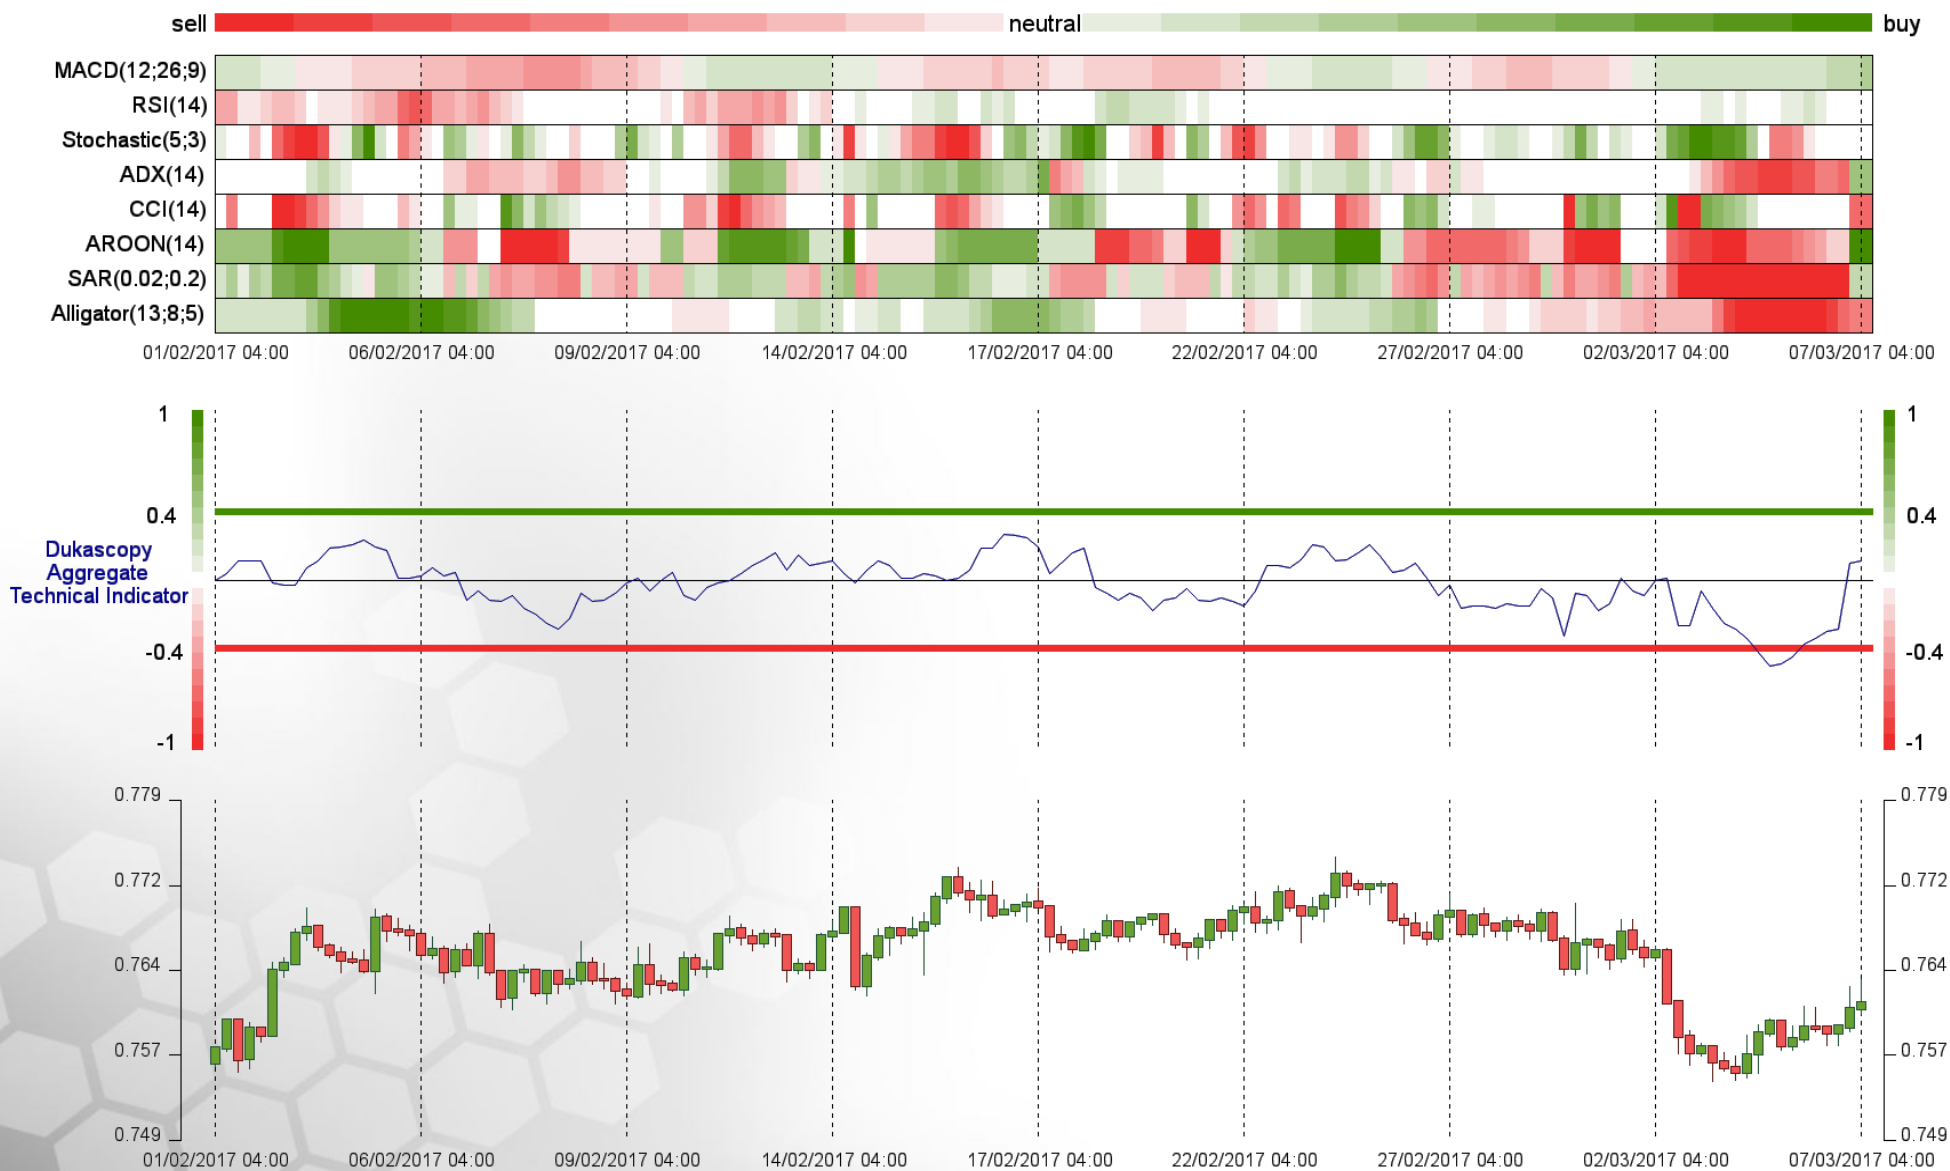 sell neutral buy
MACD(12;26;9)
RSI(14)
Stochastic(5;3)
ADX(14)
CCI(14)
AROON(14)
SAR(0.02;0.2)
Alligator(13;8;5)
01/02/2017 04:00 06/02/2017 04:00 09/02/2017 04:00 14/02/2017 04:00 17/02/2017 04:00 22/02/2017 04:00 27/02/2017 04:00 02/03/2017 04:00 07/03/2017 04:00
1 1
0.4 0.4
Dukascopy
Aggregate
Technical Indicator
-0.4 -0.4
-1 -1
0.779 0.779
0.772 0.772
0.764 0.764
0.757 0.757
0.749 0.749
01/02/2017 04:00 06/02/2017 04:00 09/02/2017 04:00 14/02/2017 04:00 17/02/2017 04:00 22/02/2017 04:00 27/02/2017 04:00 02/03/2017 04:00 07/03/2017 04:00